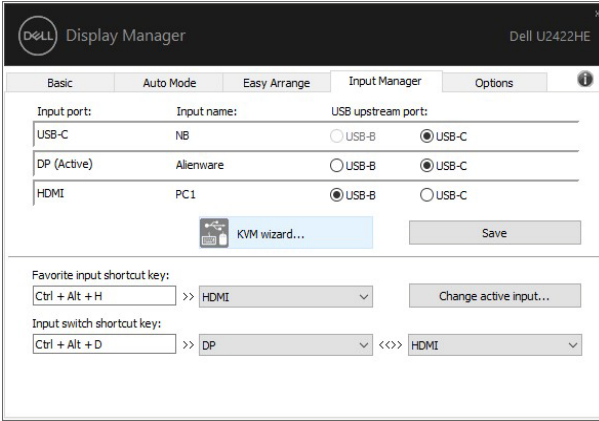 DELL Display Manager Dell U2422HE
Basic Auto Mode Easy Arrange Input Manager Options
Input port: Input name: USB upstream port:
USB-C NB USB-B USB-C
DP (Active) Alienware USB-B USB-C
HDMI PC1 USB-B USB-C
KVM wizard... Save
Favorite input shortcut key:
Ctrl + Alt + H >> HDMI Change active input...
Input switch shortcut key:
Ctrl + Alt + D >> DP <<>> HDMI